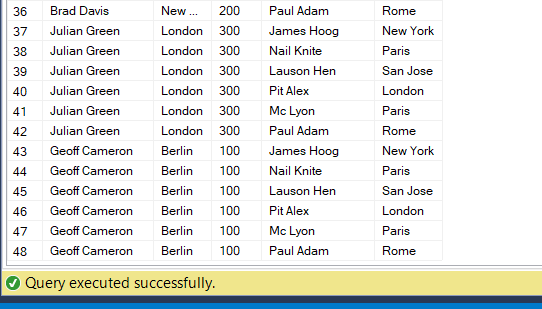 36 Brad Davis New ... 200 Paul Adam Rome
37 Julian Green London 300 James Hoog New York
38 Julian Green London 300 Nail Knite Paris
39 Julian Green London 300 Lauson Hen San Jose
40 Julian Green London 300 Pit Alex London
41 Julian Green London 300 Mc Lyon Paris
42 Julian Green London 300 Paul Adam Rome
43 Geoff Cameron Berlin 100 James Hoog New York
44 Geoff Cameron Berlin 100 Nail Knite Paris
45 Geoff Cameron Berlin 100 Lauson Hen San Jose
46 Geoff Cameron Berlin 100 Pit Alex London
47 Geoff Cameron Berlin 100 Mc Lyon Paris
48 Geoff Cameron Berlin 100 Paul Adam Rome
Query executed successfully.